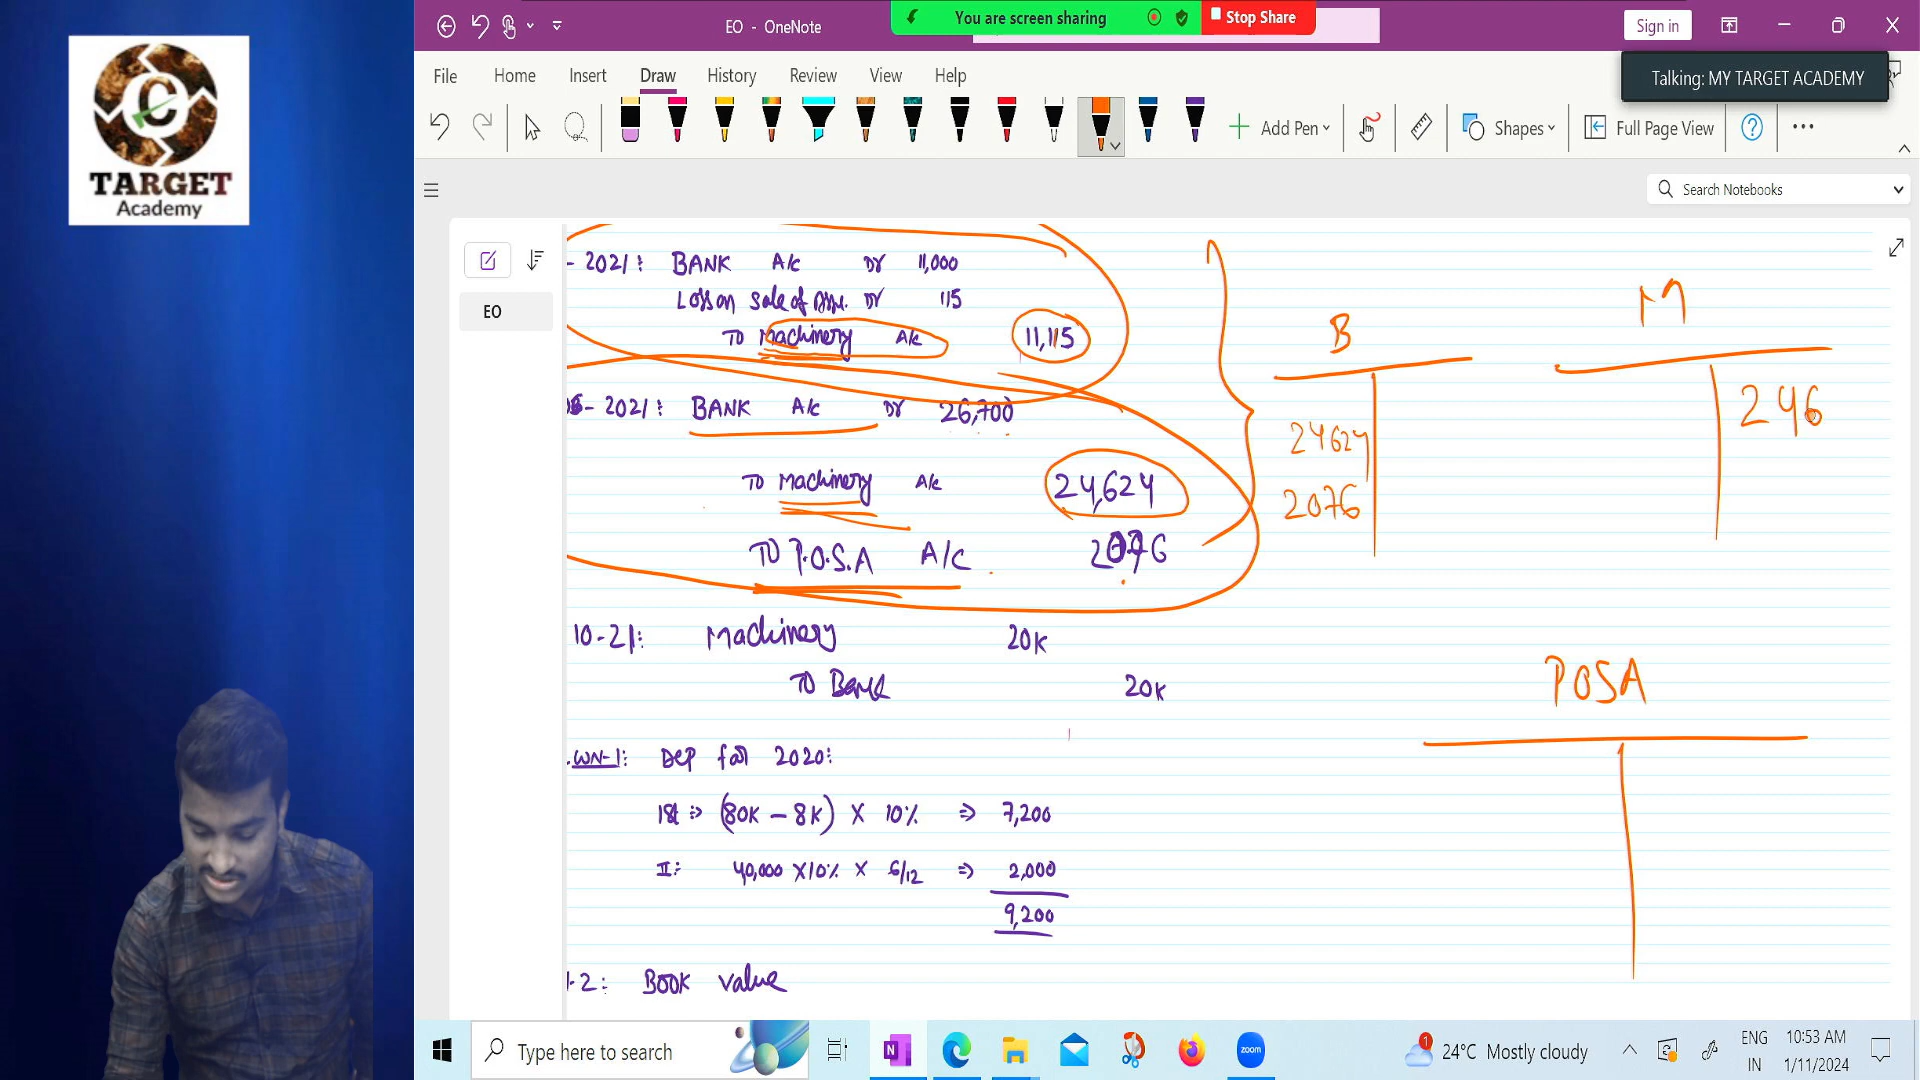 TARGET
Academy
EO - OneNote
You are screen sharing
Stop Share
Sign in
File Home Insert Draw History Review View Help
Talking: MY TARGET ACADEMY
Add Pen
Shapes
Full Page View
Search Notebooks
EO
- 2021: BANK A/c Dr 11,000
Loss on Sale of Dr 115
To Machinery A/c 11,115
- 2021: BANK A/c Dr 26,700
To Machinery A/c 24,624
To P.O.S.A A/C 2076
10-21: Machinery 20K
To Bank 20K
WN-1: Dep for 2020:
1st => (80K - 8K) X 10% => 7,200
II: 40,000 X10% X 6/12 => 2,000
9,200
-2: Book Value
B
24624
2076
M
246
POSA
Type here to search
zoom
1
24°C Mostly cloudy
ENG
IN
10:53 AM
1/11/2024